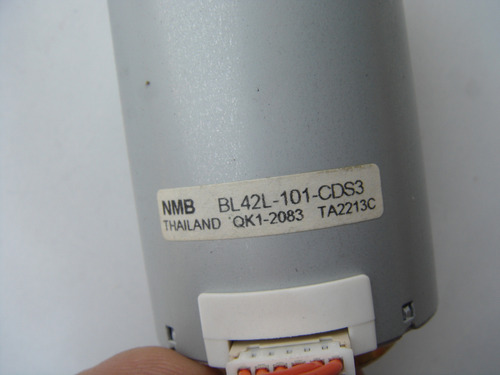 NMB BL42L-101-CDS3
THAILAND QK1-2083 TA2213C